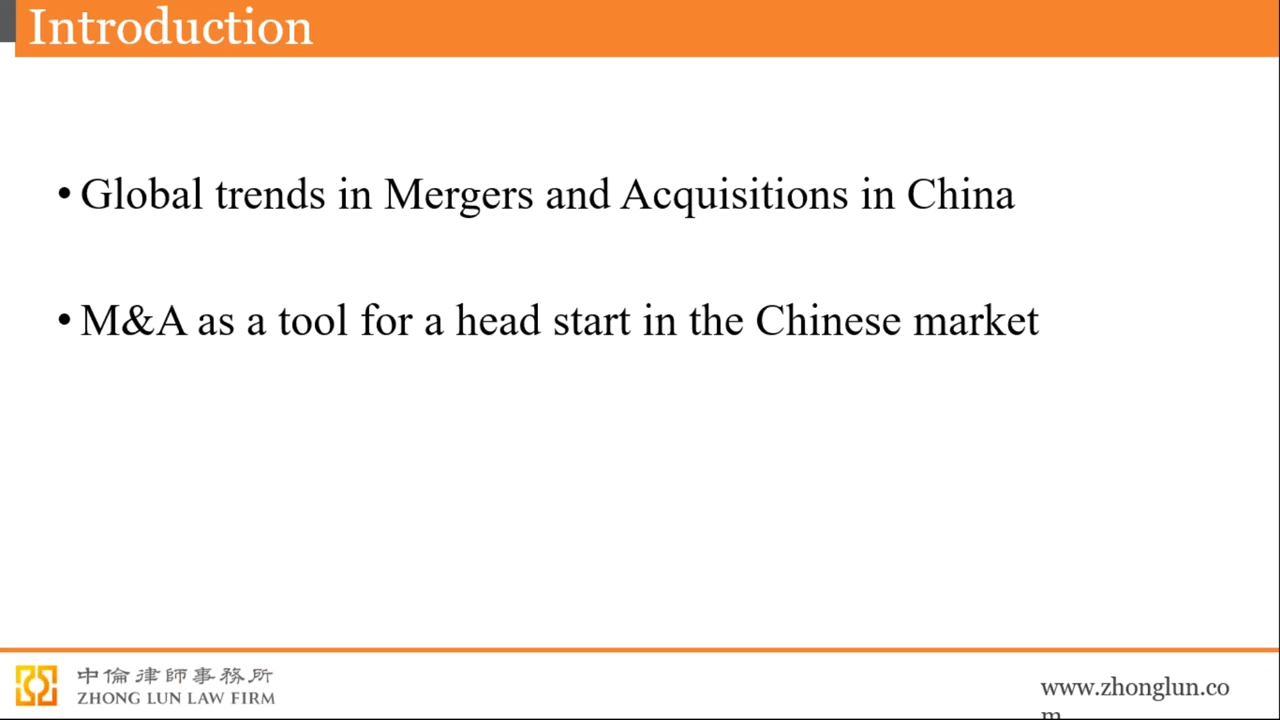 Introduction
• Global trends in Mergers and Acquisitions in China
• M&A as a tool for a head start in the Chinese market
中倫律師事務所
ZHONG LUN LAW FIRM
www.zhonglun.co
m